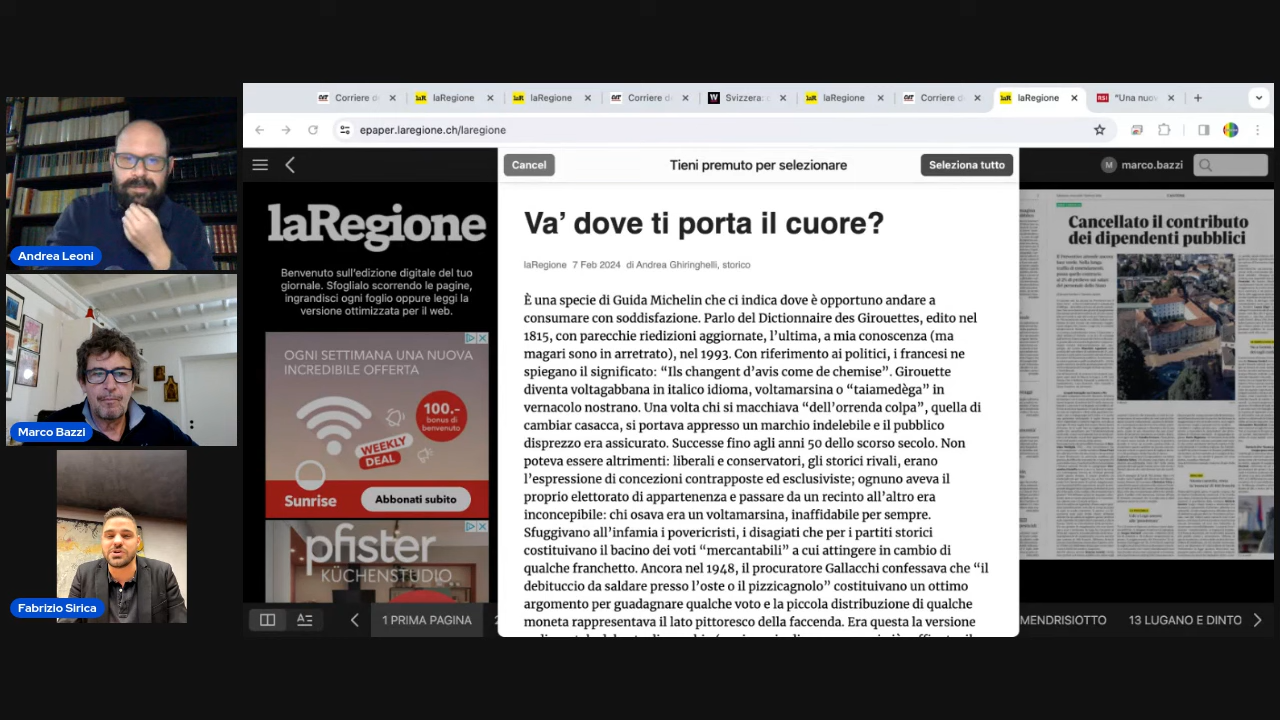 Andrea Leoni
Marco Bazzi
Fabrizio Sirica
Corriere d
laRegione
laRegione
Corriere d
Svizzera:
laRegione
Corriere d
laRegione
RSI
"Una nuov
epaper.laregione.ch/laregione
Cancel
Tieni premuto per selezionare
Seleziona tutto
M
marco.bazzi
laRegione
Benvenuto sull'edizione digitale del tuo
giornale. Sfoglialo scorrendo le pagine,
ingrandisci ogni foglio oppure leggi la
versione ottimizzata per il web.
OGNI SETTIMANA UNA NUOVA
INCREDIBILE OFFERTA
100.-
bonus di
benvenuto
WEEKLY
DEAL
Sunrise
Abbonati subito
KÜCHENSTUDIO
Va' dove ti porta il cuore?
laRegione 7 Feb 2024 di Andrea Ghiringhelli, storico
È una specie di Guida Michelin che ci indica dove è opportuno andare a
consumare con soddisfazione. Parlo del Dictionnaire des Girouettes, edito nel
1815, con parecchie riedizioni aggiornate, l'ultima, a mia conoscenza (ma
magari sono in arretrato), nel 1993. Con riferimento ai politici, i francesi ne
spiegano il significato: "Ils changent d'avis come de chemise". Girouette
diventa voltagabbana in italico idioma, voltamarsina o "taiamedèga" in
vernacolo nostrano. Una volta chi si macchiava "dell'orrenda colpa", quella di
cambiar casacca, si portava appresso un marchio indelebile e il pubblico
disprezzo era assicurato. Successe fino agli anni 50 dello scorso secolo. Non
poteva essere altrimenti: liberali e conservatori, gli storici rivali, erano
l'espressione di concezioni contrapposte ed esclusiviste; ognuno aveva il
proprio elettorato di appartenenza e passare da un recinto all'altro era
inconcepibile: chi osava era un voltamarsina, inaffidabile per sempre.
Sfuggivano all'infamia i poveri cristi, i disagiati che per i partiti storici
costituivano il bacino dei voti "mercantabili" a cui attingere in cambio di
qualche franchetto. Ancora nel 1948, il procuratore Gallacchi confessava che "il
debituccio da saldare presso l'oste o il pizzicagnolo" costituivano un ottimo
argomento per guadagnare qualche voto e la piccola distribuzione di qualche
moneta rappresentava il lato pittoresco della faccenda. Era questa la versione
Cancellato il contributo
dei dipendenti pubblici
1 PRIMA PAGINA
MENDRISIOTTO
13 LUGANO E DINTO